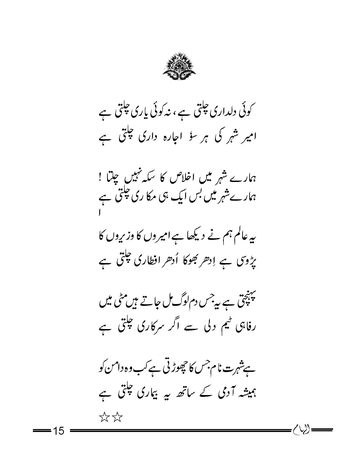 کوئی دلداری چلتی ہے ، نہ کوئی یاری چلتی ہے
امیر شہر کی ہر سوٗ اجارہ داری چلتی ہے
ہمارے شہر میں اخلاص کا سکہ نہیں چلتا !
ہمارے شہر میں بس ایک ہی مکاری چلتی ہے
!
یہ عالم ہم نے دیکھا ہے امیروں کا وزیروں کا
پڑوسی ہے اِدھر بھوکا اُدھر افطاری چلتی ہے
پہنچتی ہے یہ جس دم لوگ مل جاتے ہیں مٹی میں
رفاہی ٹیم دلی سے اگر سرکاری چلتی ہے
ہے شہرت نام جس کا چھوڑتی ہے کب وہ دامن کو
ہمیشہ آدمی کے ساتھ یہ بیماری چلتی ہے
☆☆
15